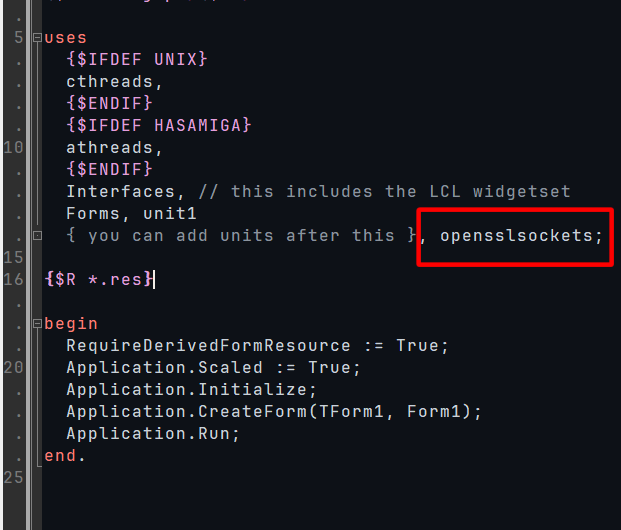 5 uses
{$IFDEF UNIX}
cthreads,
{$ENDIF}
{$IFDEF HASAMIGA}
10 athreads,
{$ENDIF}
Interfaces, // this includes the LCL widgetset
Forms, unit1
{ you can add units after this }, opensslsockets;
15
16 {$R *.res}
begin
RequireDerivedFormResource := True;
20 Application.Scaled := True;
Application.Initialize;
Application.CreateForm(TForm1, Form1);
Application.Run;
end.
25